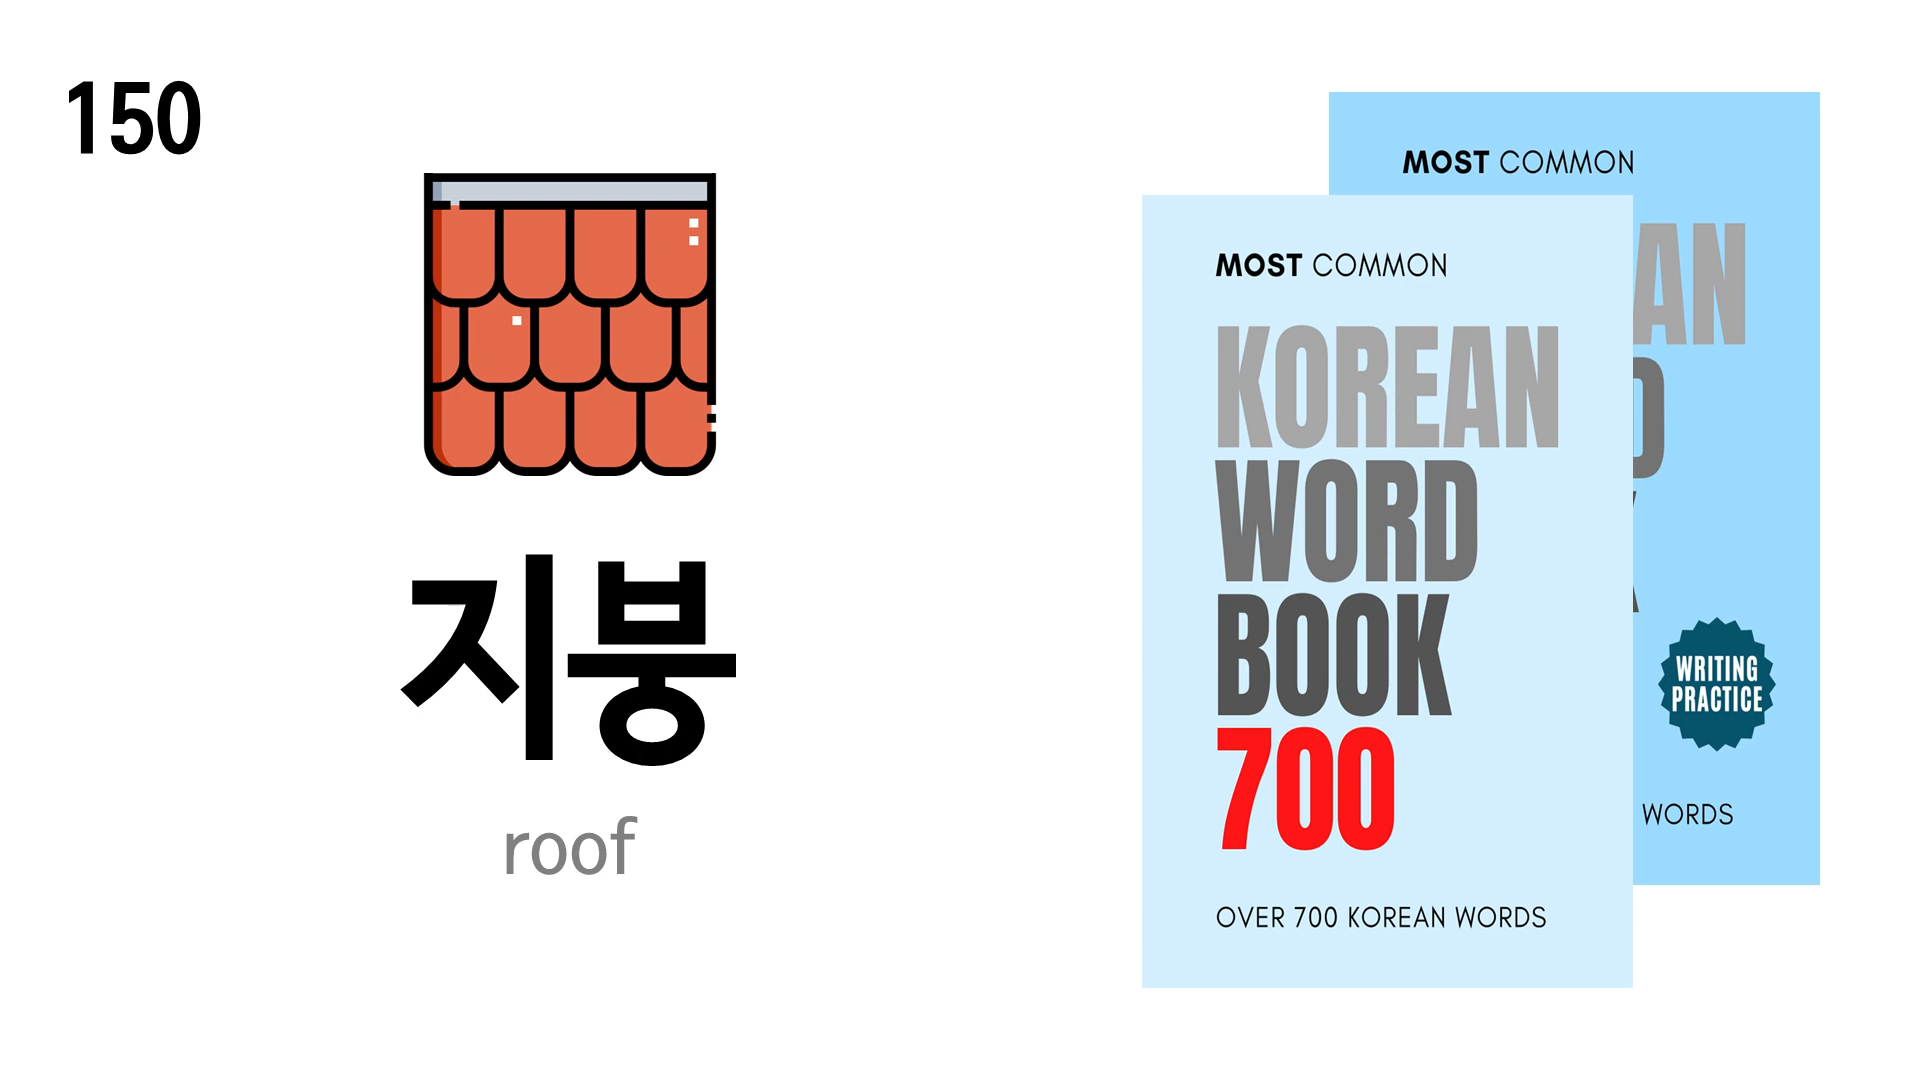 150
지붕
roof
MOST COMMON
KOREAN
WORD
BOOK
700
OVER 700 KOREAN WORDS
MOST COMMON
WRITING
PRACTICE
WORDS